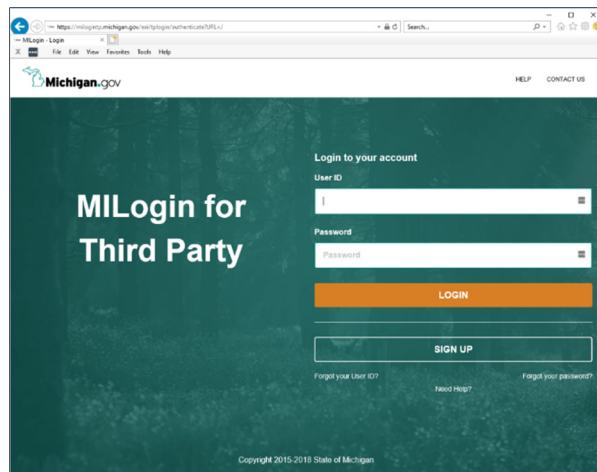 https://milogintp.michigan.gov/eai/tplogin/authenticate?URL=/
Search...
MILogin - Login
X File Edit View Favorites Tools Help
Michigan.gov
HELP CONTACT US
Login to your account
User ID
MILogin for
Third Party
Password
Password
LOGIN
SIGN UP
Forgot your User ID? Forgot your password?
Need Help?
Copyright 2015-2018 State of Michigan